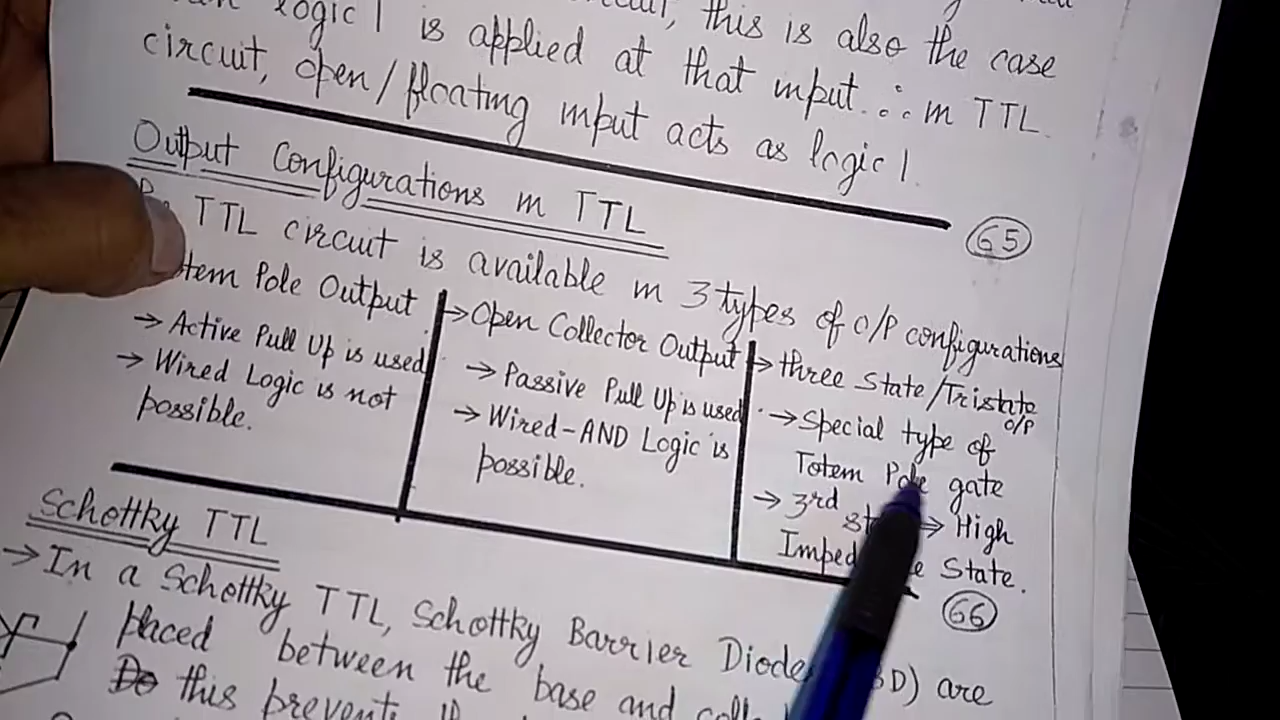 logic 1 is applied at that input. ∴ in TTL
this is also the case
circuit, open/floating input acts as logic 1.
65
Output Configurations in TTL
TTL circuit is available in 3 types of O/P configurations
Pole Output
→ Active Pull Up is used
→ Wired Logic is not
possible.
→ Open Collector Output
→ Passive Pull Up is used
→ Wired-AND Logic is
possible.
→ three State/Tristate
O/P
→ Special type of
Totem Pole gate
→ 3rd ⇒ High
State.
66
Schottky TTL
→ In a Schottky TTL, Schottky Barrier Diode are
placed between the base and
this prevents